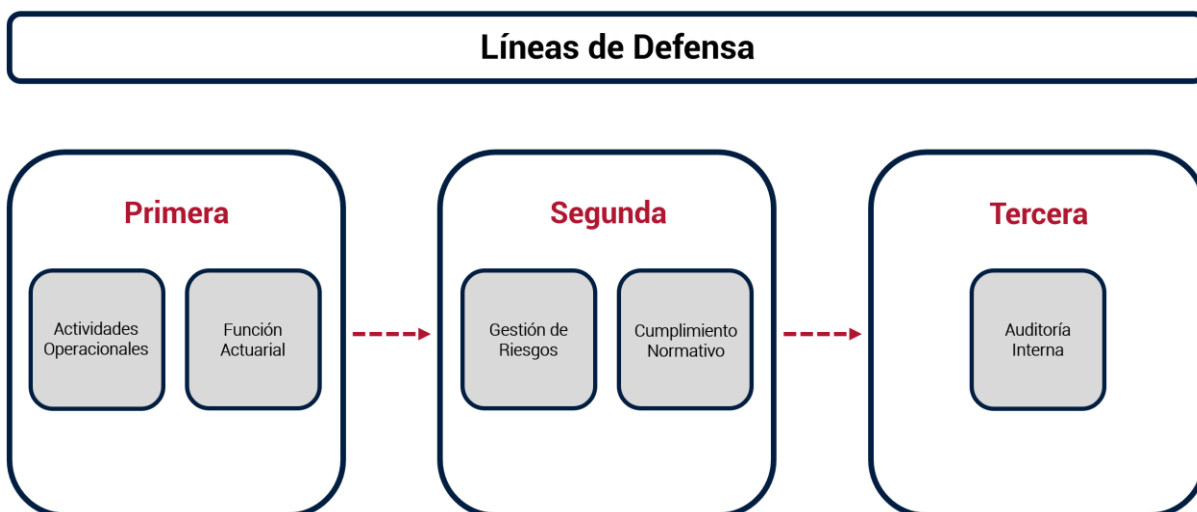 Líneas de Defensa
Primera
Actividades
Operacionales
Función
Actuarial
Segunda
Gestión de
Riesgos
Cumplimiento
Normativo
Tercera
Auditoría
Interna